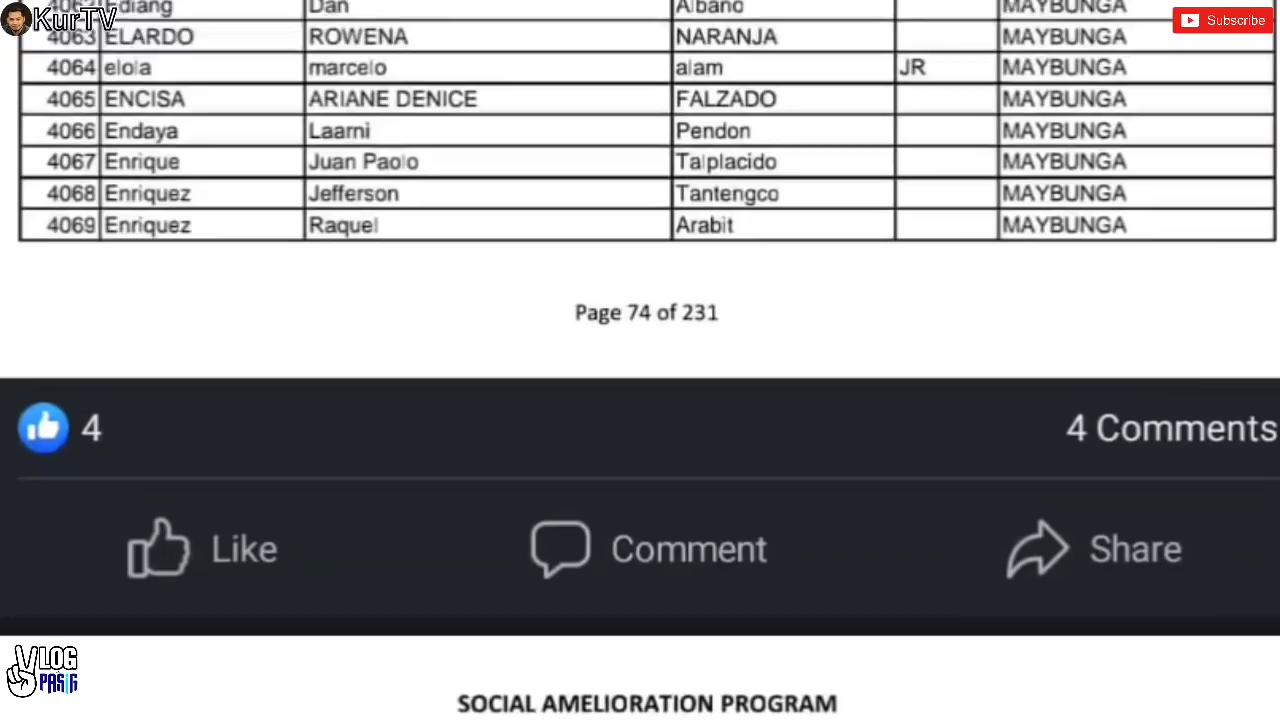 4062 Ediang Dan Albano MAYBUNGA
KurTV
Subscribe
4063 ELARDO ROWENA NARANJA MAYBUNGA
4064 elola marcelo alam JR MAYBUNGA
4065 ENCISA ARIANE DENICE FALZADO MAYBUNGA
4066 Endaya Laarni Pendon MAYBUNGA
4067 Enrique Juan Paolo Talplacido MAYBUNGA
4068 Enriquez Jefferson Tantengco MAYBUNGA
4069 Enriquez Raquel Arabit MAYBUNGA
Page 74 of 231
4 4 Comments
Like Comment Share
VLOG
PASIG
SOCIAL AMELIORATION PROGRAM